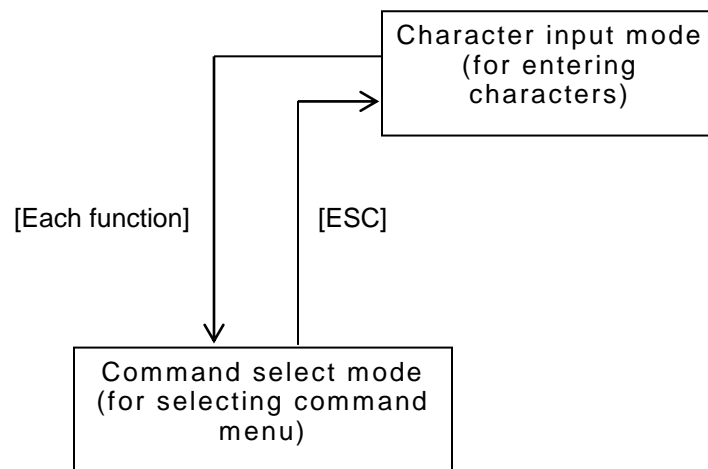 Character input mode
(for entering
characters)
[Each function]
[ESC]
Command select mode
(for selecting command
menu)